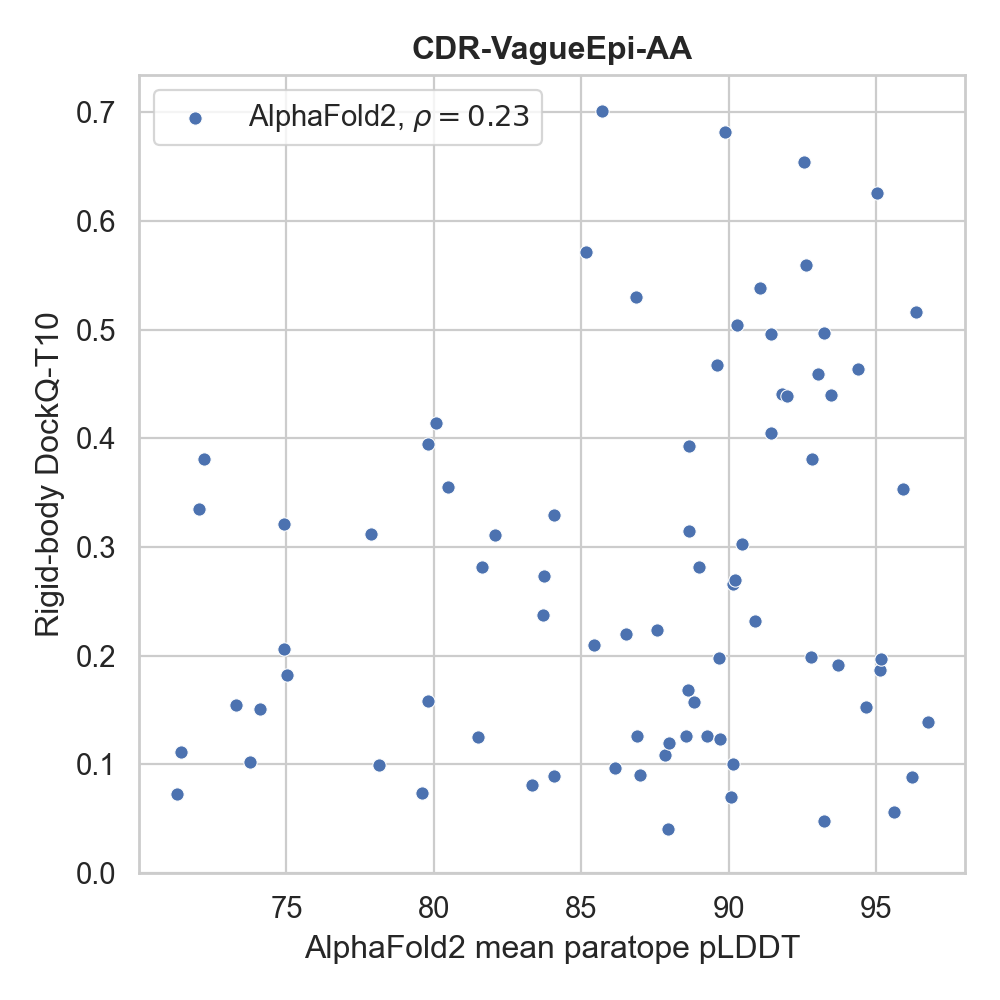 CDR-VagueEpi-AA
AlphaFold2, ρ = 0.23
Rigid-body DockQ-T10
0.7
0.6
0.5
0.4
0.3
0.2
0.1
0.0
75 80 85 90 95
AlphaFold2 mean paratope pLDDT